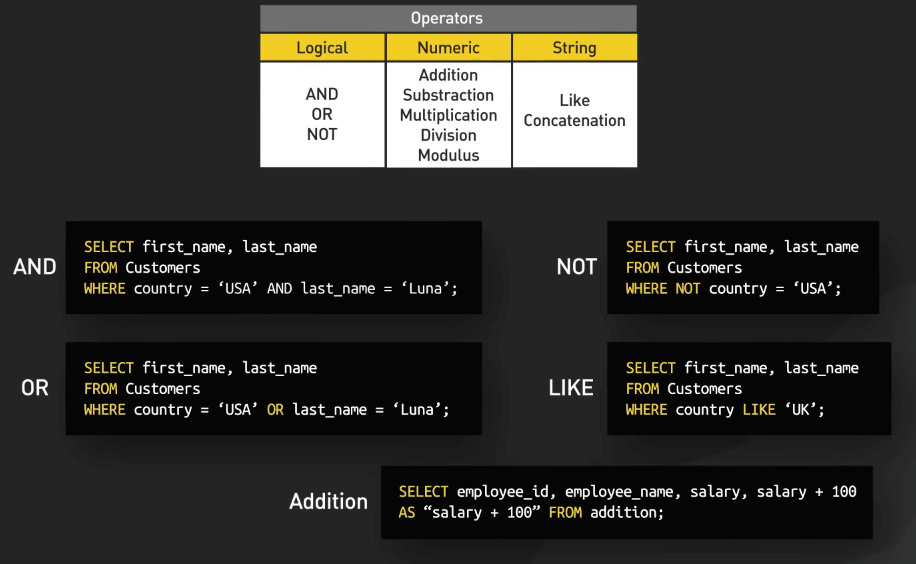 Operators
Logical Numeric String
AND
OR
NOT
Addition
Substraction
Multiplication
Division
Modulus
Like
Concatenation
AND
SELECT first_name, last_name
FROM Customers
WHERE country = ‘USA’ AND last_name = ‘Luna’;
NOT
SELECT first_name, last_name
FROM Customers
WHERE NOT country = ‘USA’;
OR
SELECT first_name, last_name
FROM Customers
WHERE country = ‘USA’ OR last_name = ‘Luna’;
LIKE
SELECT first_name, last_name
FROM Customers
WHERE country LIKE ‘UK’;
Addition
SELECT employee_id, employee_name, salary, salary + 100
AS “salary + 100” FROM addition;